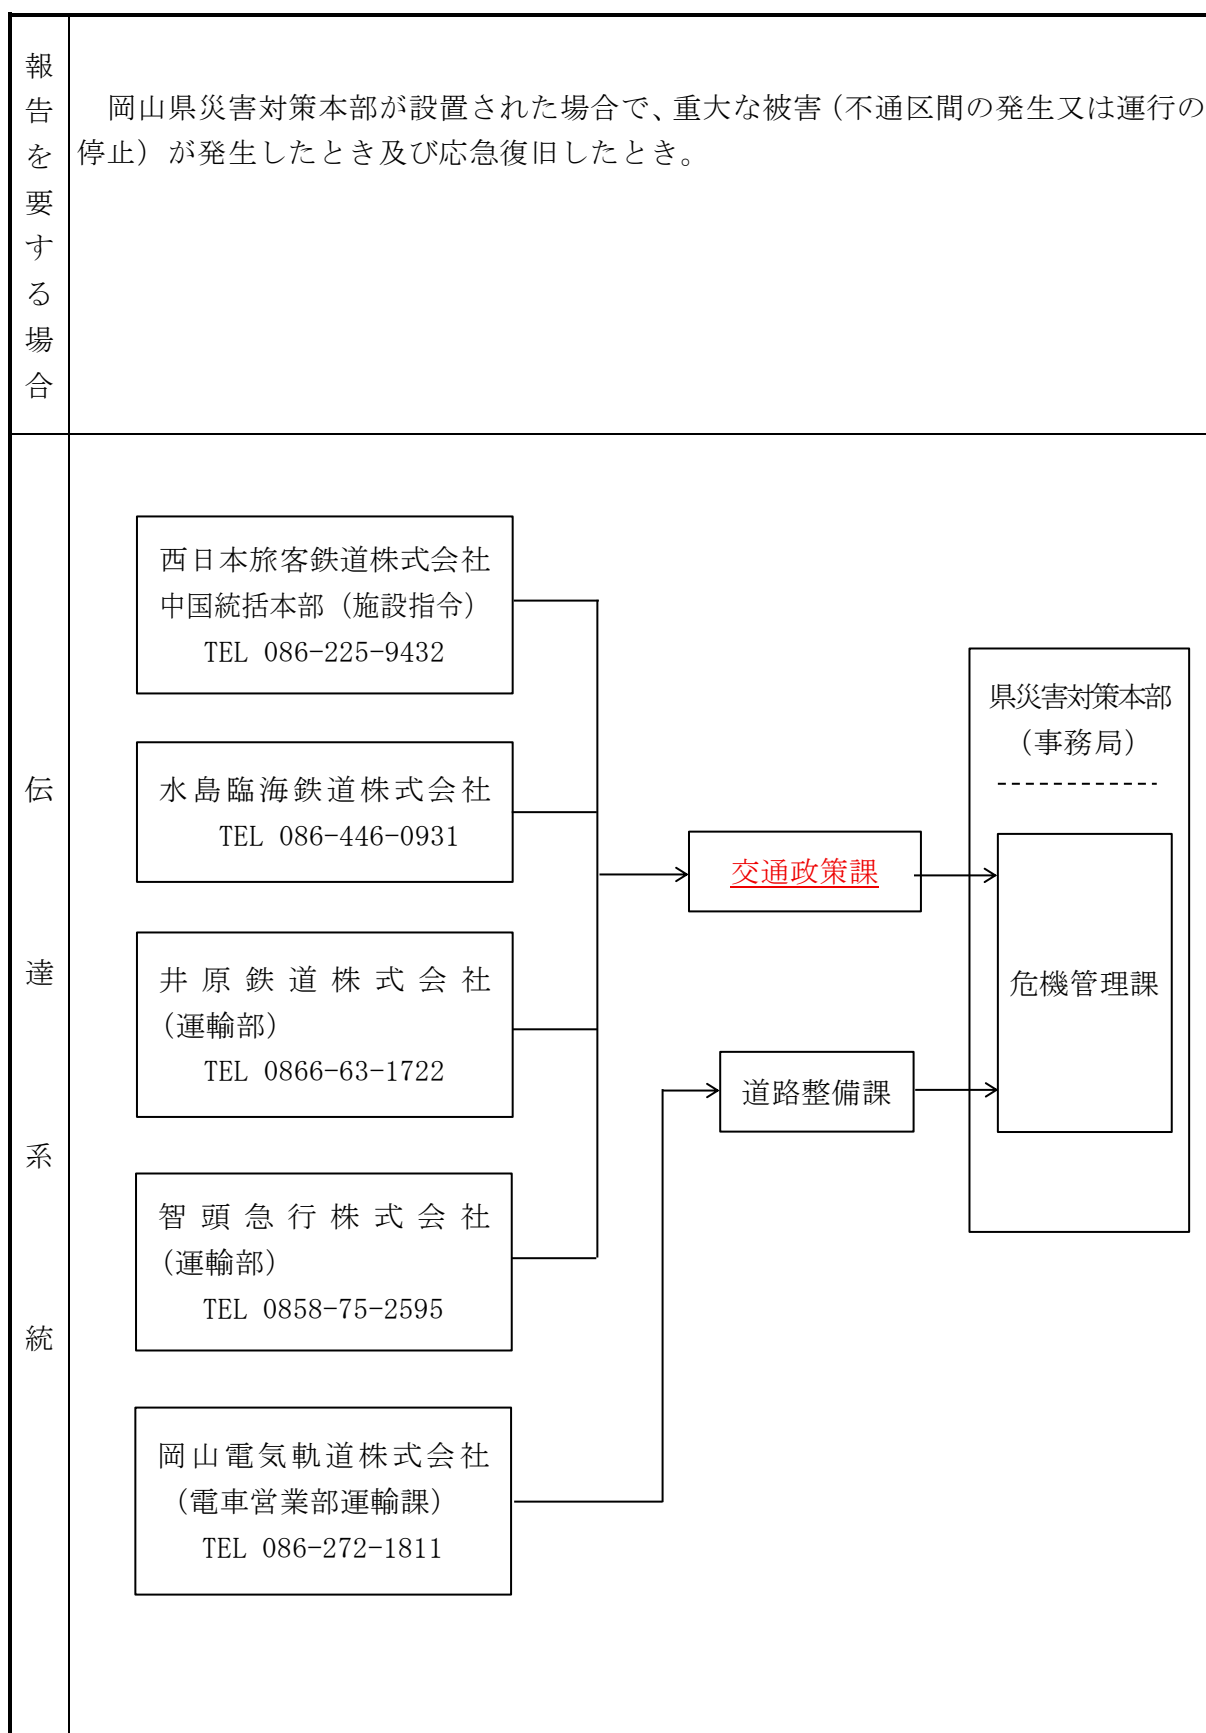 報告を要する場合
岡山県災害対策本部が設置された場合で、重大な被害（不通区間の発生又は運行の
停止）が発生したとき及び応急復旧したとき。
伝達系統
西日本旅客鉄道株式会社
中国統括本部（施設指令）
TEL 086-225-9432
水島臨海鉄道株式会社
TEL 086-446-0931
井原鉄道株式会社
（運輸部）
TEL 0866-63-1722
智頭急行株式会社
（運輸部）
TEL 0858-75-2595
岡山電気軌道株式会社
（電車営業部運輸課）
TEL 086-272-1811
交通政策課
道路整備課
県災害対策本部
（事務局）
危機管理課